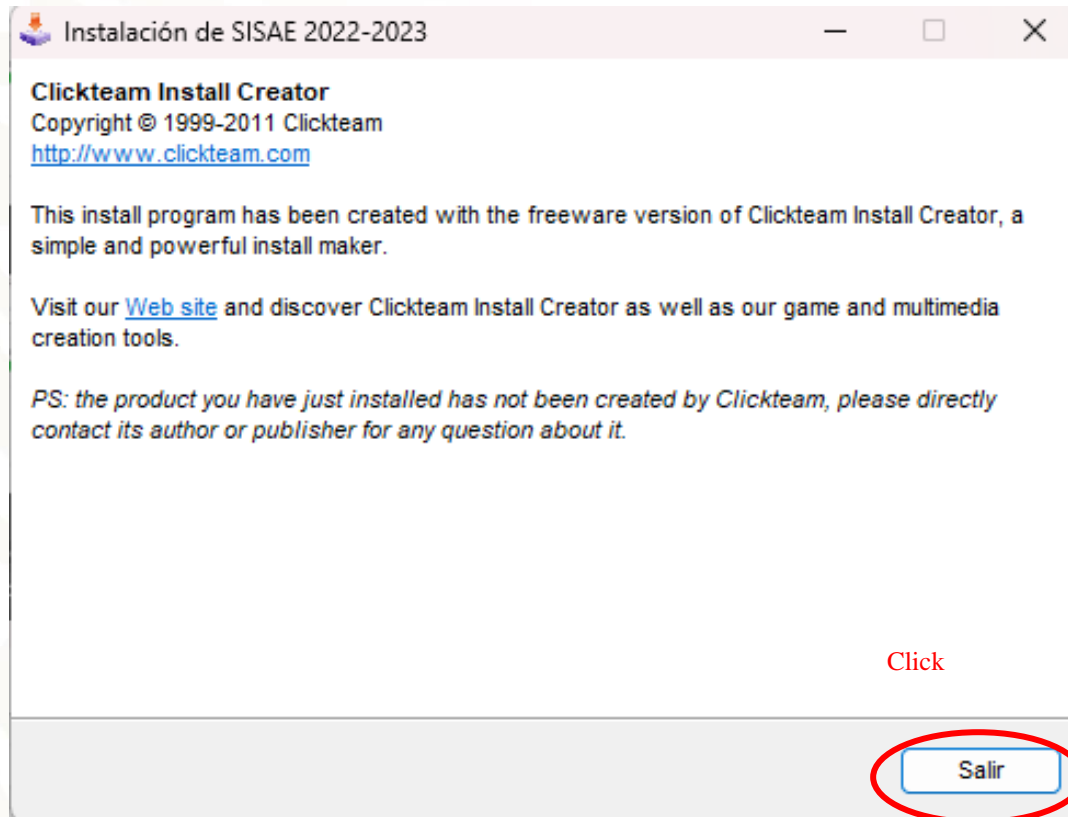 Instalación de SISAE 2022-2023
Clickteam Install Creator
Copyright © 1999-2011 Clickteam
http://www.clickteam.com
This install program has been created with the freeware version of Clickteam Install Creator, a
simple and powerful install maker.
Visit our Web site and discover Clickteam Install Creator as well as our game and multimedia
creation tools.
PS: the product you have just installed has not been created by Clickteam, please directly
contact its author or publisher for any question about it.
Click
Salir